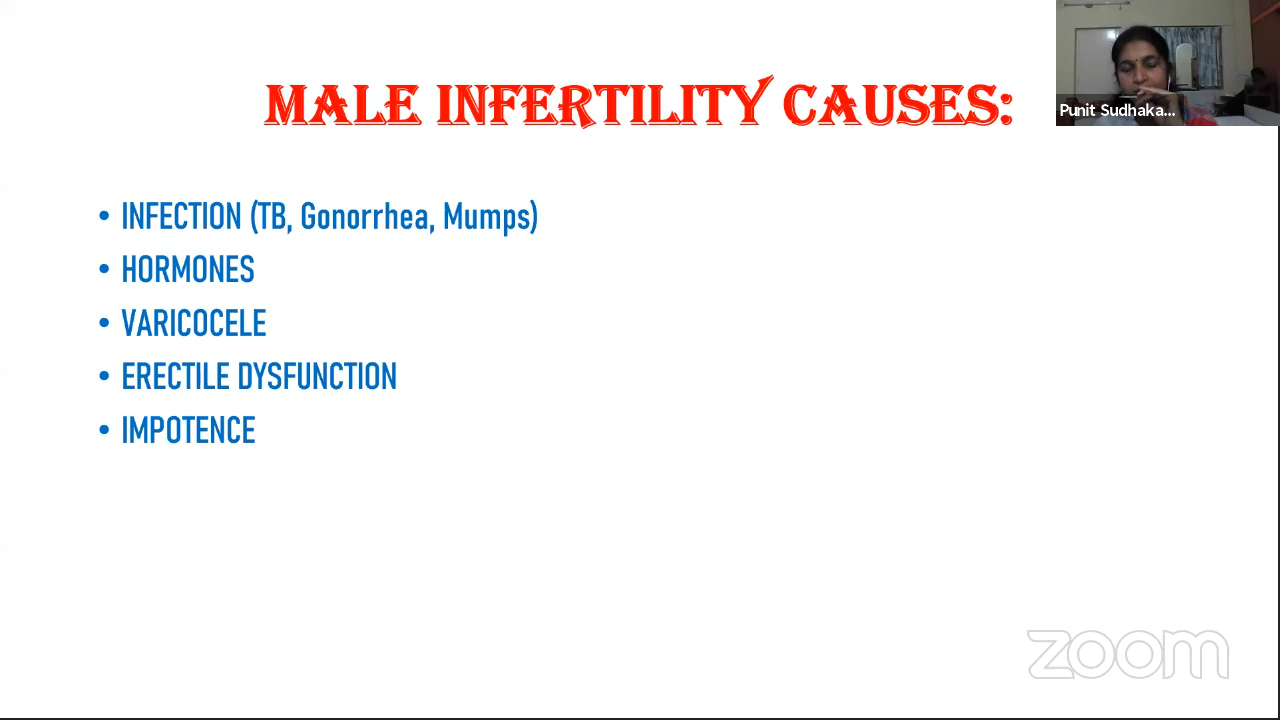 MALE INFERTILITY CAUSES:
Punit Sudhaka...
• INFECTION (TB, Gonorrhea, Mumps)
• HORMONES
• VARICOCELE
• ERECTILE DYSFUNCTION
• IMPOTENCE
zoom